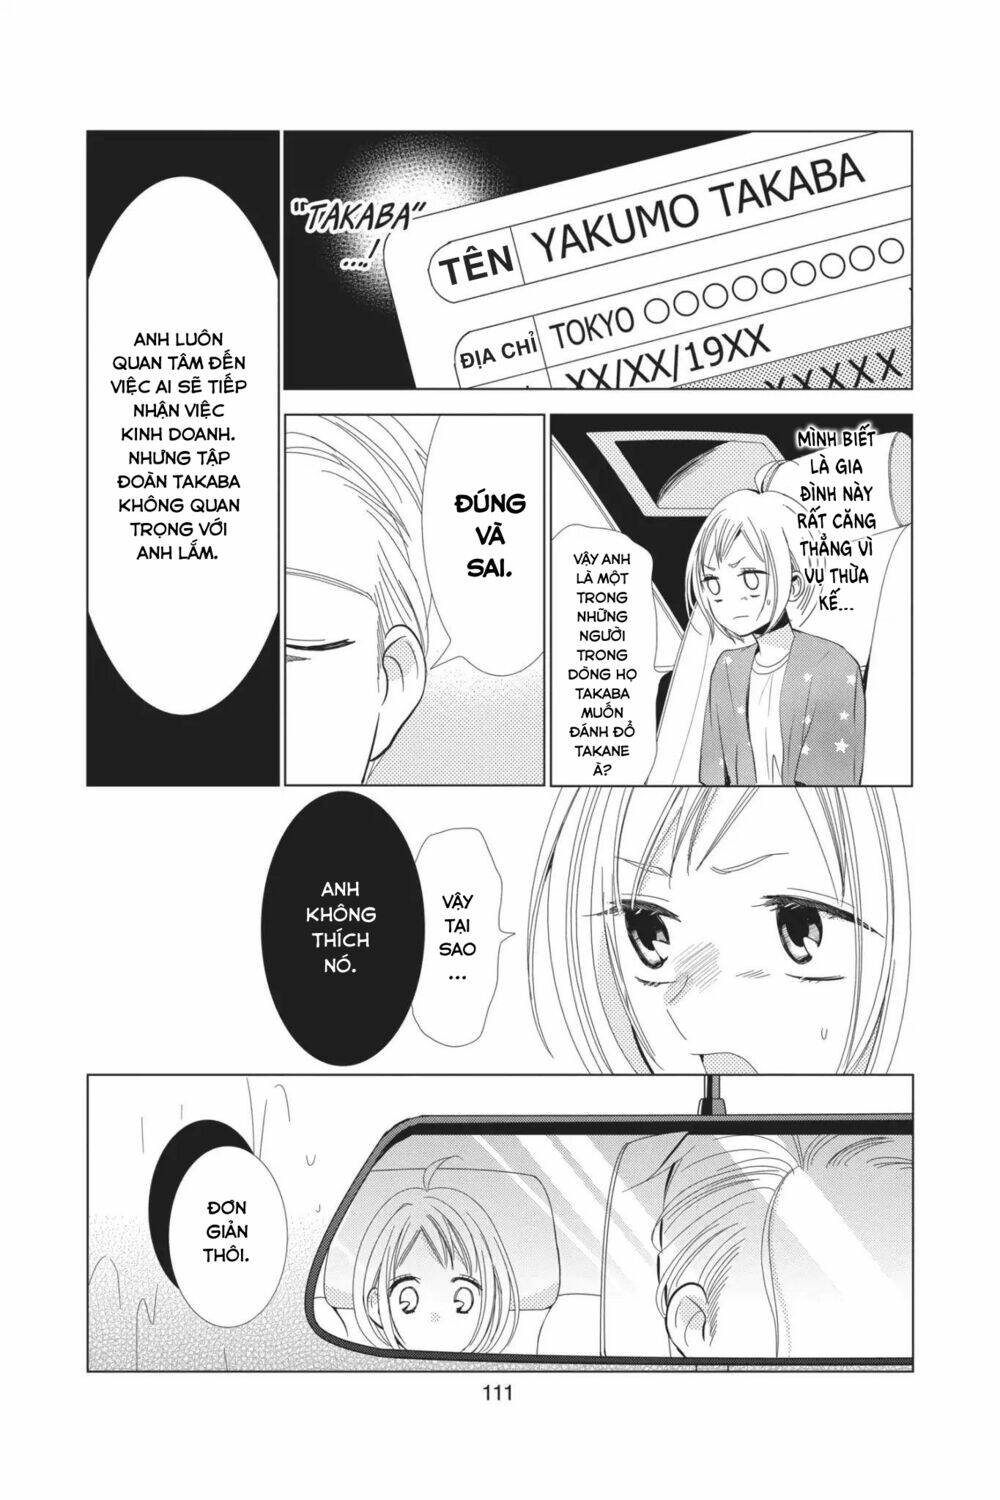 YAKUMO TAKABA
TÊN
"TAKABA"
....!
ĐỊA CHỈ
TOKYO ○○○○○○○○○
XX/XX/19XX
XXXXX
MÌNH BIẾT
LÀ GIA
ĐÌNH NÀY
RẤT CĂNG
THẲNG VÌ
VỤ THỪA
KẾ...
VẬY ANH
LÀ MỘT
TRONG
NHỮNG
NGƯỜI
TRONG
DÒNG HỌ
TAKABA
MUỐN
ĐÁNH ĐỔ
TAKANE
À?
ĐÚNG
VÀ
SAI.
ANH LUÔN
QUAN TÂM ĐẾN
VIỆC AI SẼ TIẾP
NHẬN VIỆC
KINH DOANH.
NHƯNG TẬP
ĐOÀN TAKABA
KHÔNG QUAN
TRỌNG VỚI
ANH LẮM.
VẬY
TẠI
SAO
...
ANH
KHÔNG
THÍCH
NÓ.
ĐƠN
GIẢN
THÔI.
111